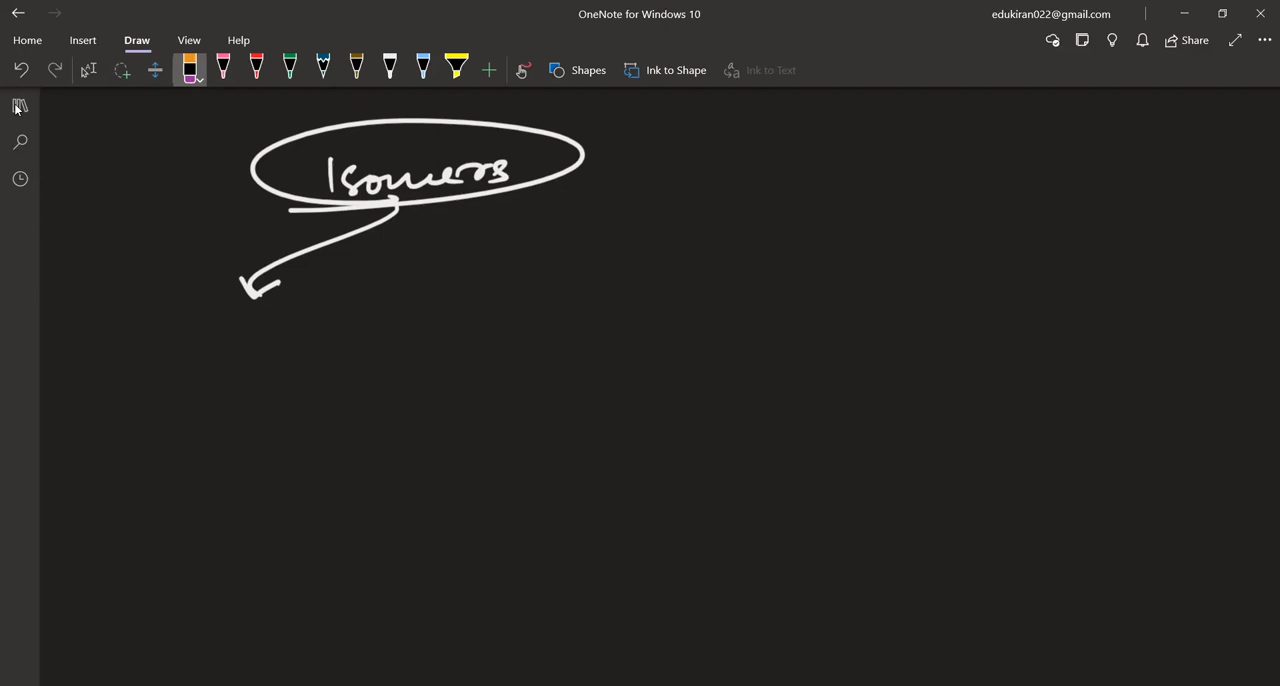 OneNote for Windows 10
edukiran022@gmail.com
Home Insert Draw View Help
Share
Shapes Ink to Shape Ink to Text
Isomers